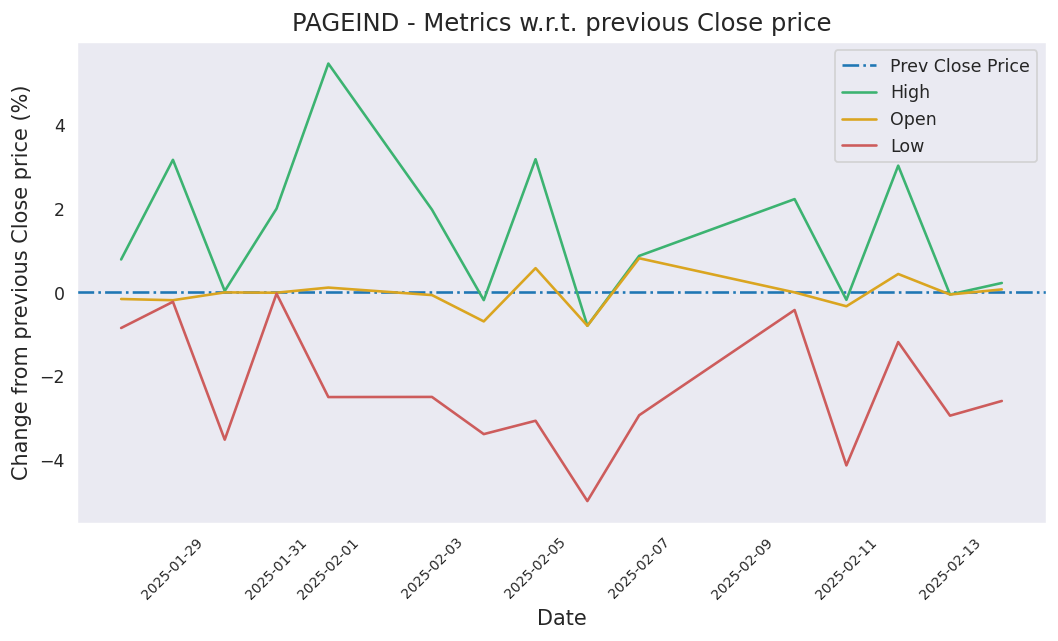 PAGEIND - Metrics w.r.t. previous Close price
Change from previous Close price (%)
4
2
0
−2
−4
Prev Close Price
High
Open
Low
2025-01-29
2025-01-31
2025-02-01
2025-02-03
2025-02-05
2025-02-07
2025-02-09
2025-02-11
2025-02-13
Date